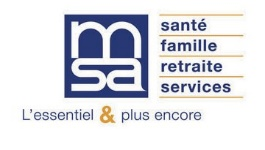 msa
santé
famille
retraite
services
L'essentiel & plus encore